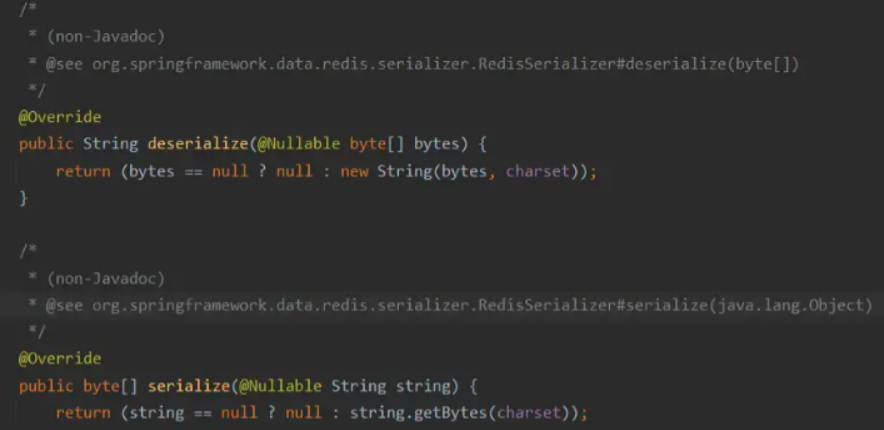 /*
* (non-Javadoc)
* @see org.springframework.data.redis.serializer.RedisSerializer#deserialize(byte[])
*/
@Override
public String deserialize(@Nullable byte[] bytes) {
return (bytes == null ? null : new String(bytes, charset));
}
/*
* (non-Javadoc)
* @see org.springframework.data.redis.serializer.RedisSerializer#serialize(java.lang.Object)
*/
@Override
public byte[] serialize(@Nullable String string) {
return (string == null ? null : string.getBytes(charset));